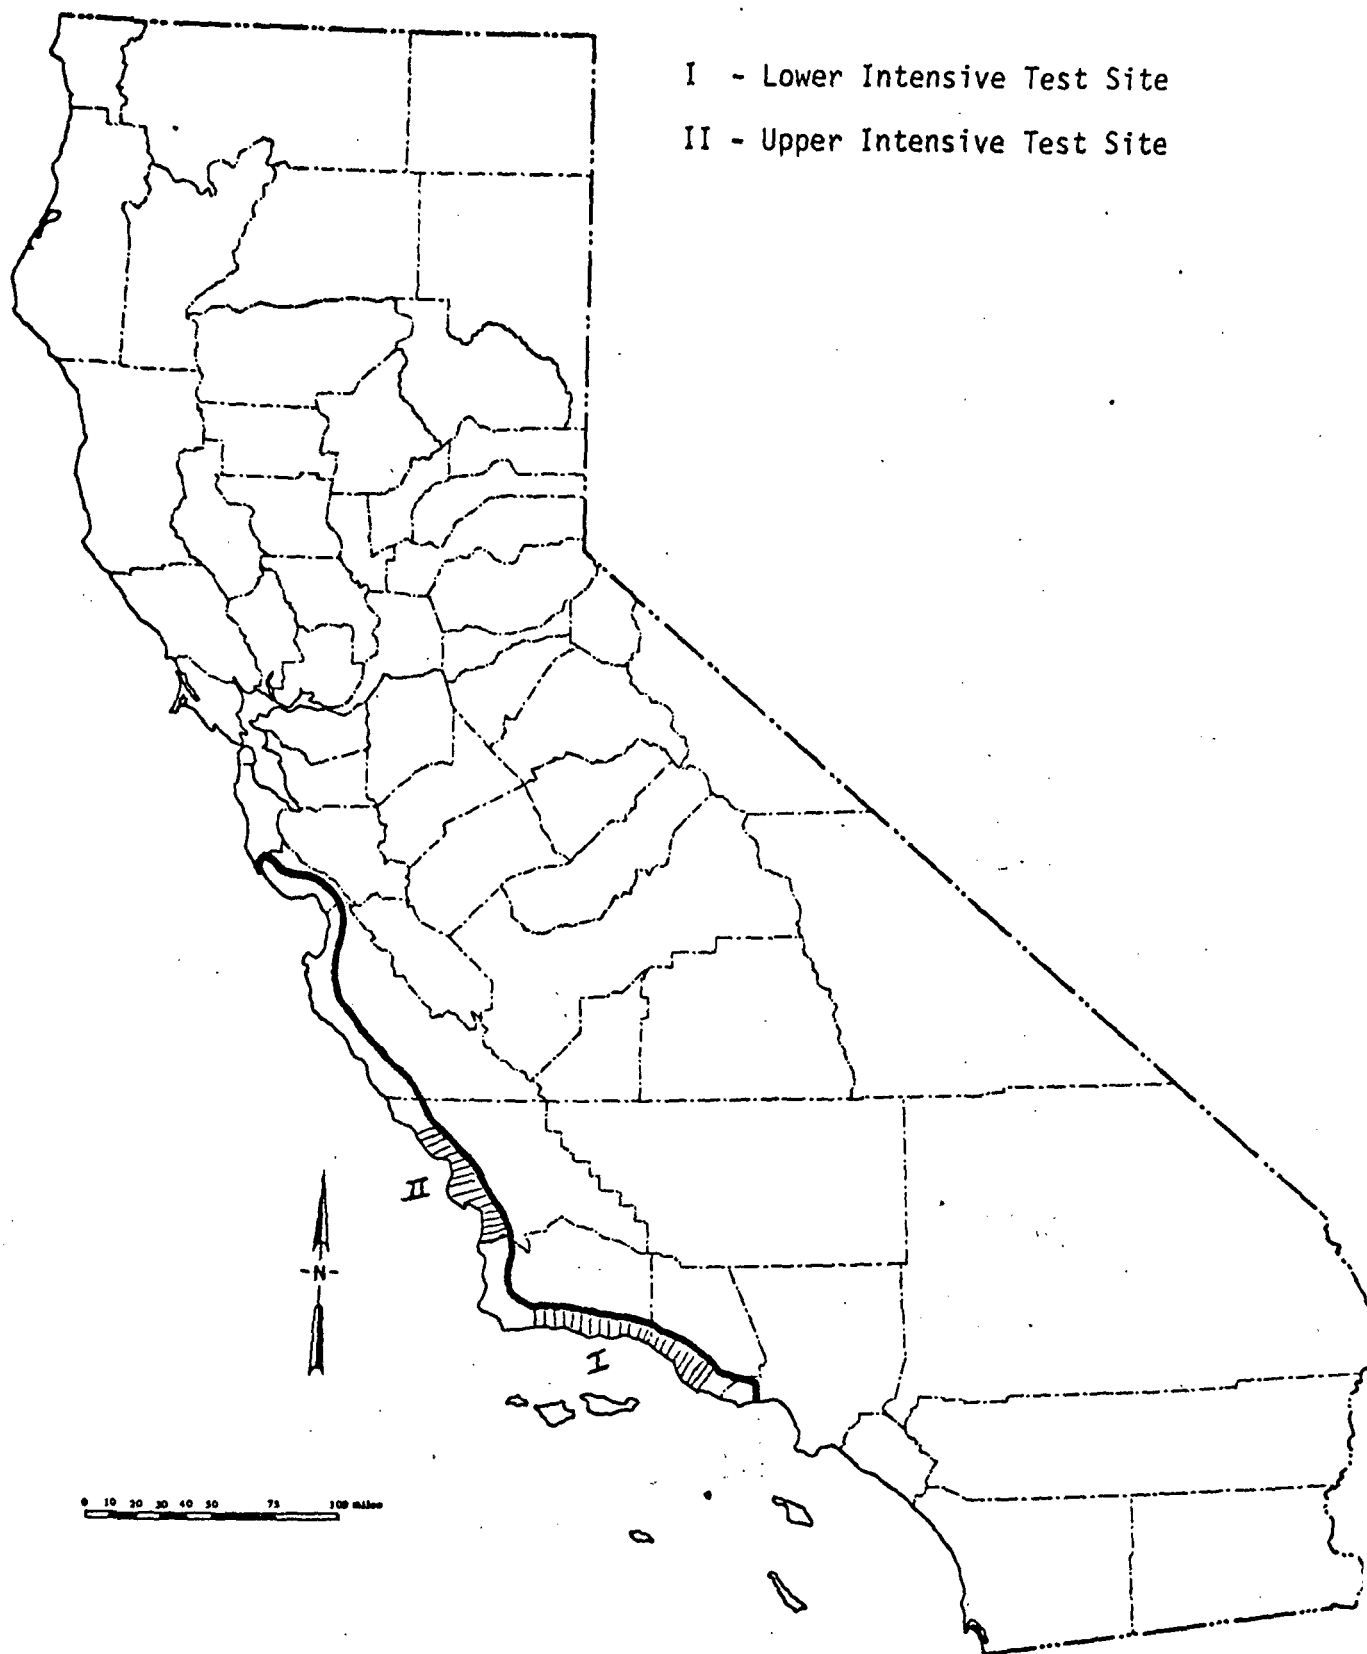 I - Lower Intensive Test Site
II - Upper Intensive Test Site
II
-N-
I
0 10 20 30 40 50 75 100 miles